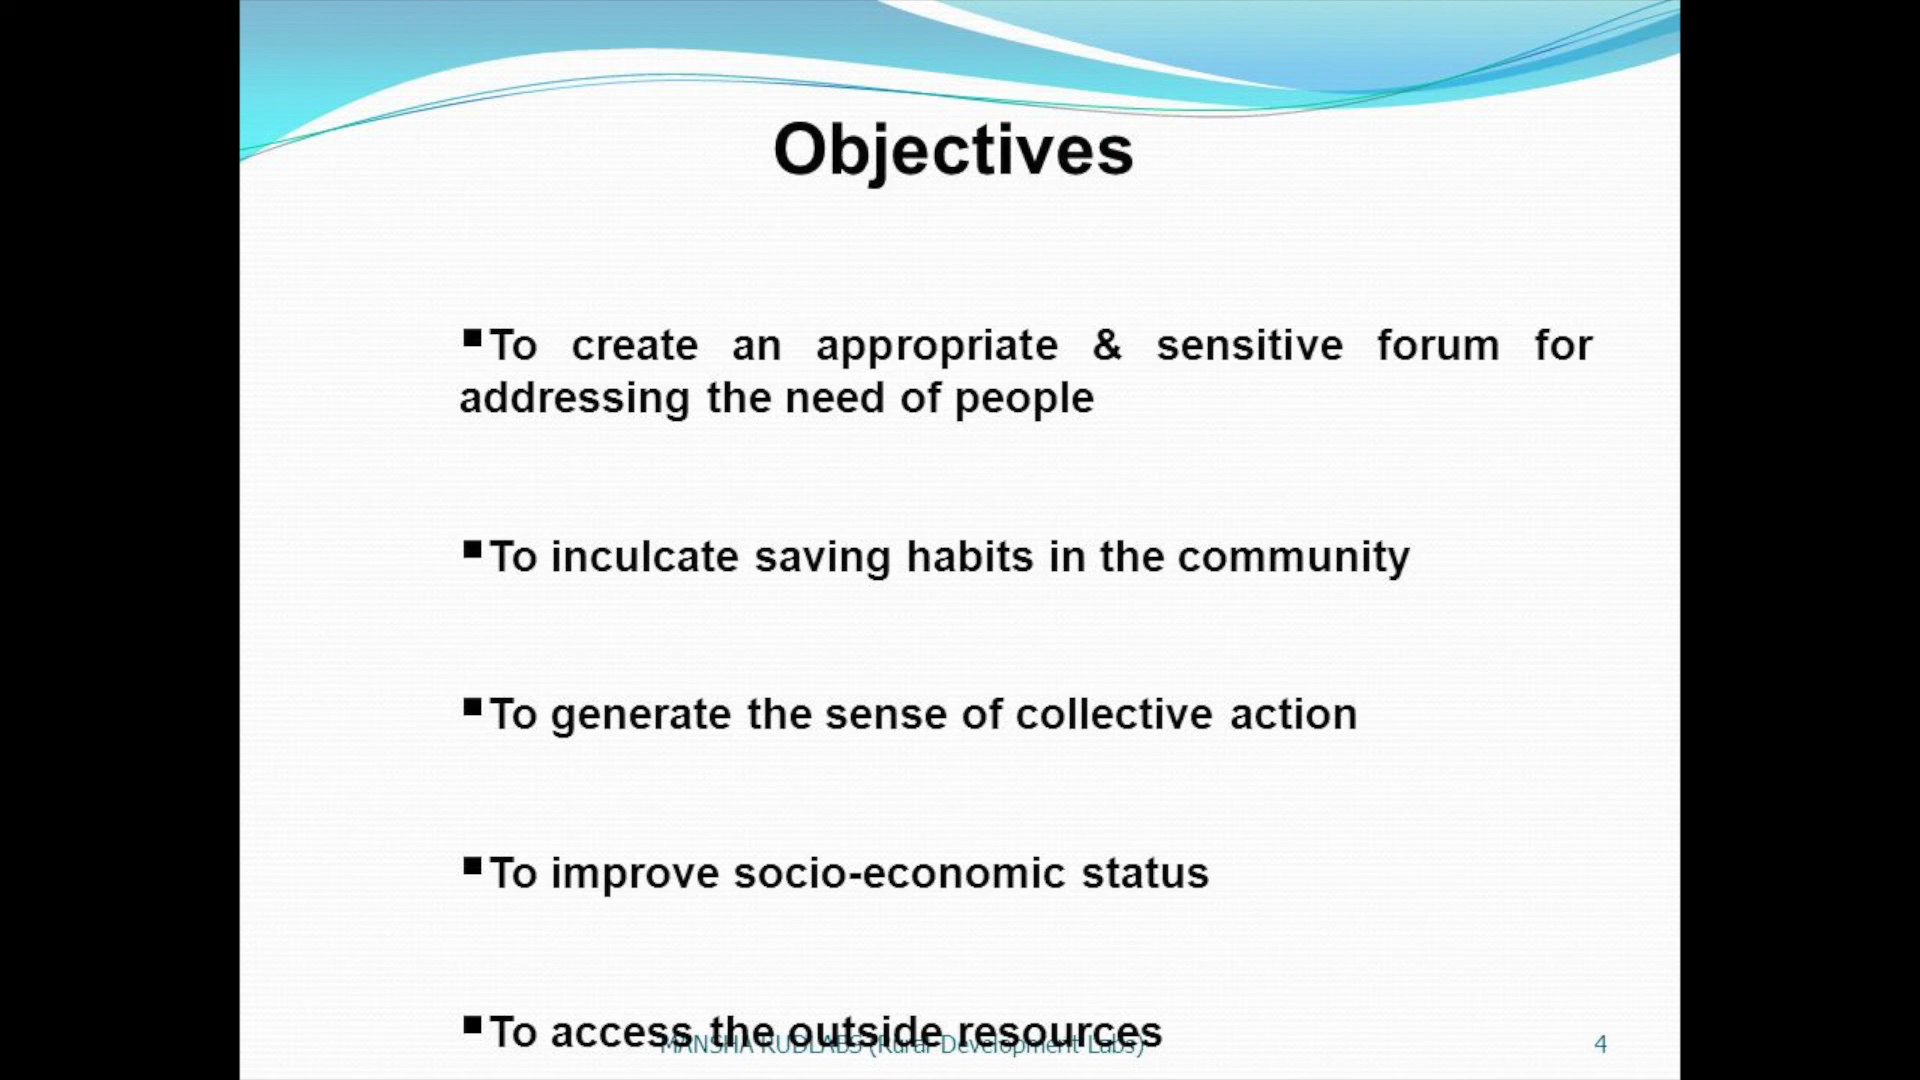 Objectives
▪To create an appropriate & sensitive forum for
addressing the need of people
▪To inculcate saving habits in the community
▪To generate the sense of collective action
▪To improve socio-economic status
▪To access the outside resources
MANSHA RUDLABS (Rural Development Labs)
4